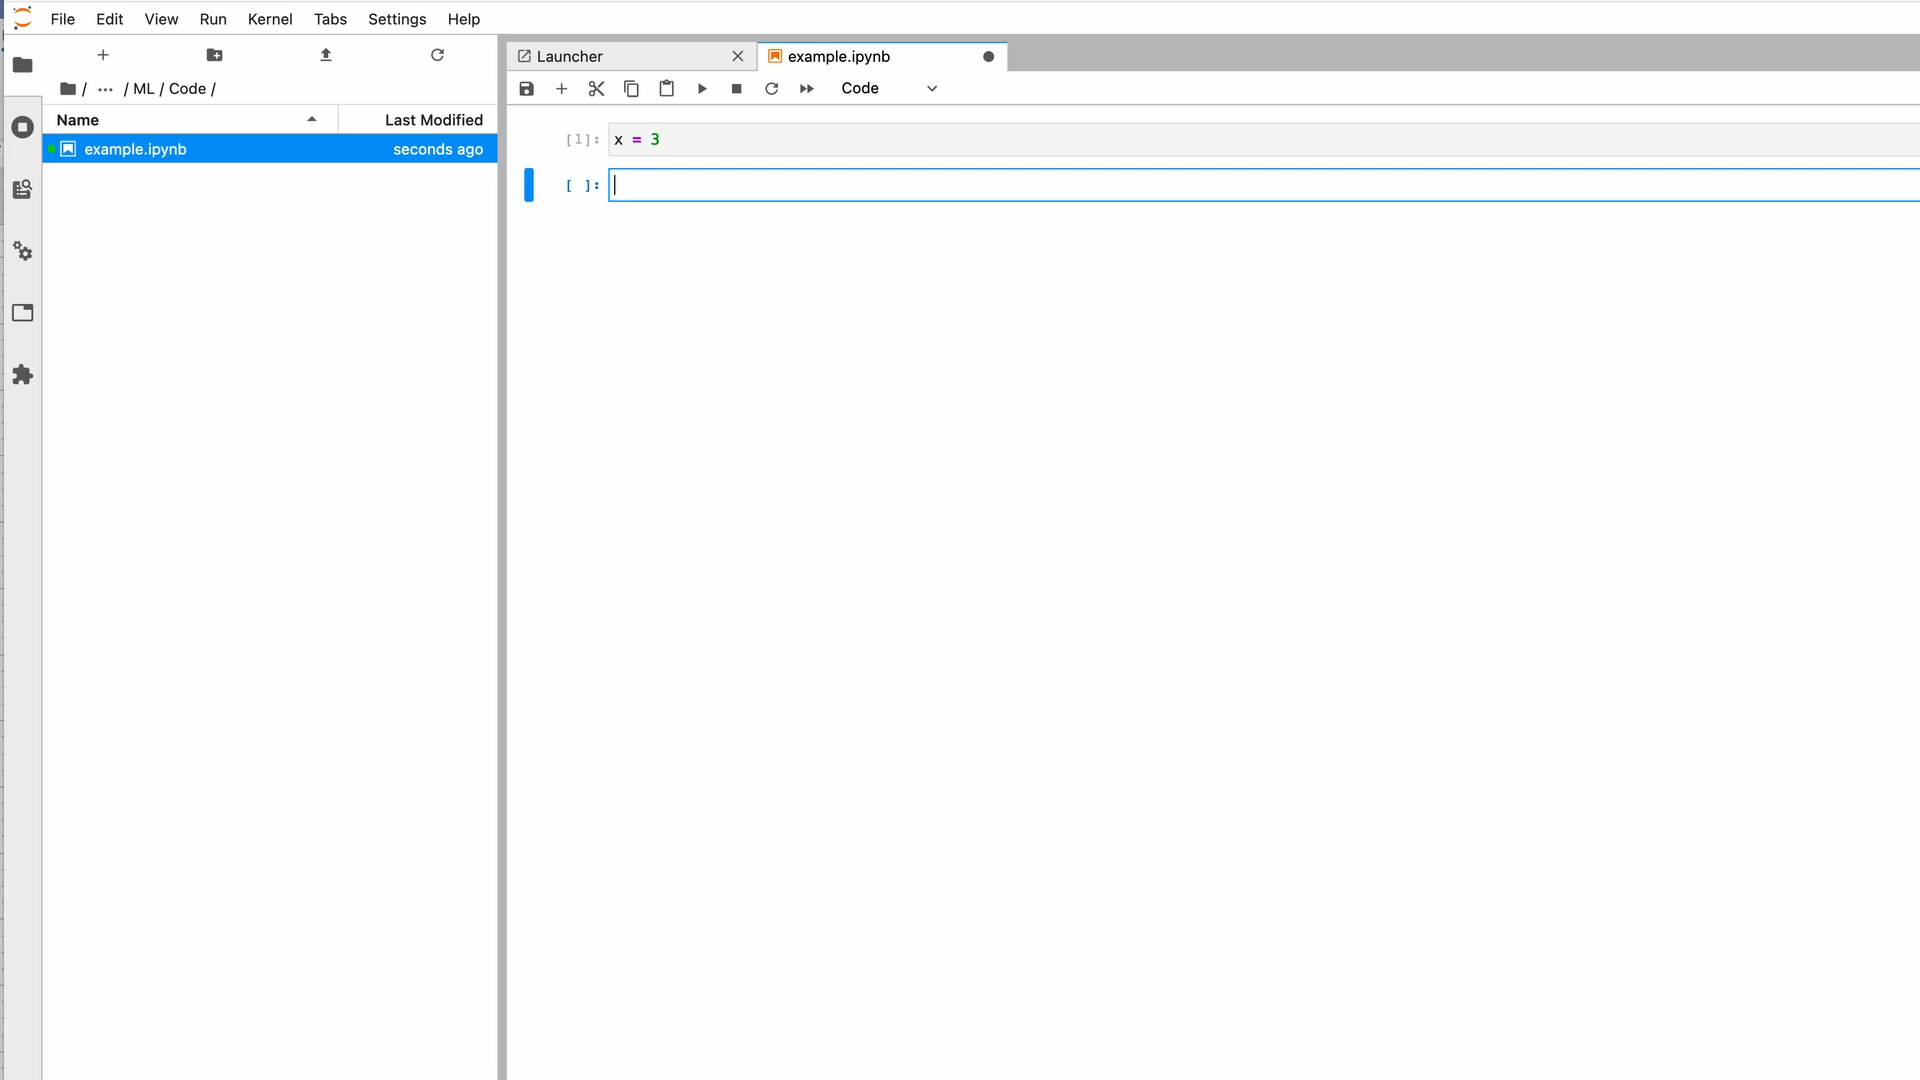 File Edit View Run Kernel Tabs Settings Help
Launcher example.ipynb
/ ... / ML / Code /
Code
Name Last Modified
example.ipynb seconds ago
[1]: x = 3
[ ]: